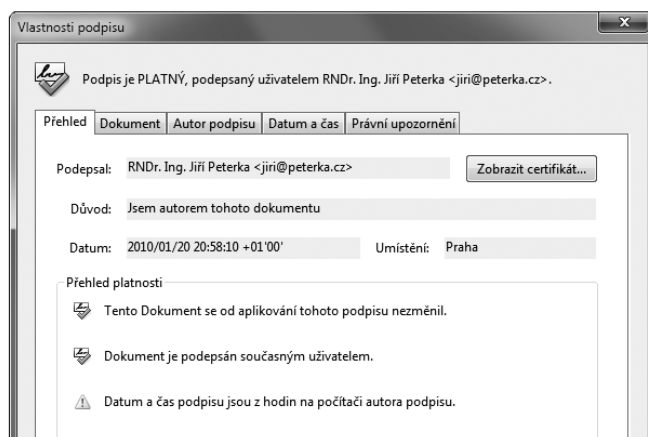 Vlastnosti podpisu
Podpis je PLATNÝ, podepsaný uživatelem RNDr. Ing. Jiří Peterka <jiri@peterka.cz>.
Přehled Dokument Autor podpisu Datum a čas Právní upozornění
Podepsal: RNDr. Ing. Jiří Peterka <jiri@peterka.cz> Zobrazit certifikát...
Důvod: Jsem autorem tohoto dokumentu
Datum: 2010/01/20 20:58:10 +01'00' Umístění: Praha
Přehled platnosti
Tento Dokument se od aplikování tohoto podpisu nezměnil.
Dokument je podepsán současným uživatelem.
Datum a čas podpisu jsou z hodin na počítači autora podpisu.